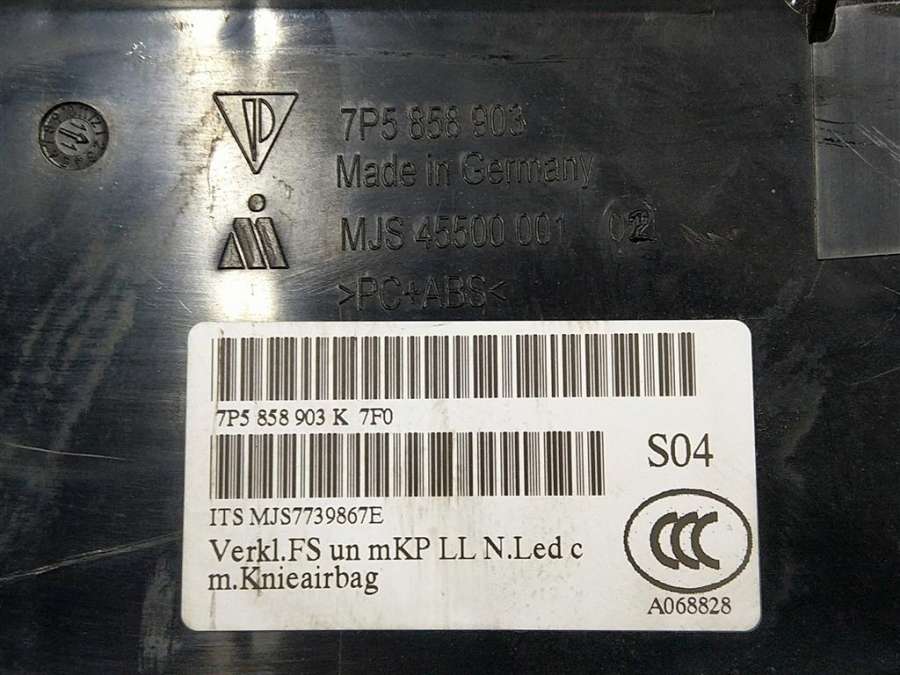 7P5 858 903
Made in Germany
MJS 45500 001
>PC+ABS<
7P5 858 903 K 7F0
S04
ITS MJS7739867E
Verkl.FS un mKP LL N.Led c
m.Knieairbag
CCC
A068828